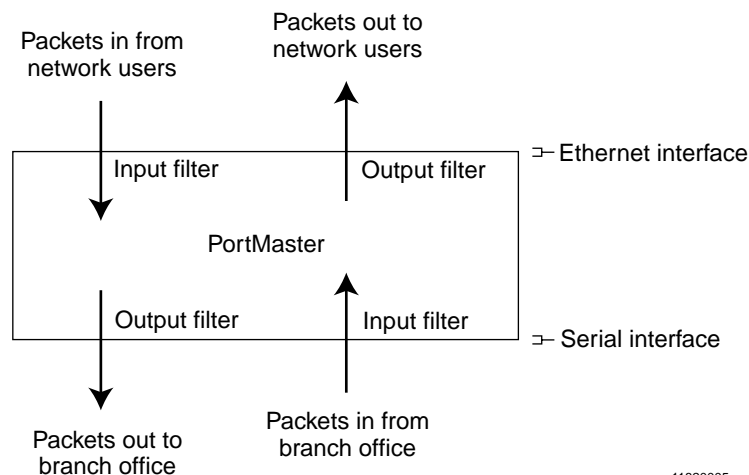 Packets in from
network users
Packets out to
network users
Input filter
Output filter
Ethernet interface
PortMaster
Output filter
Input filter
Serial interface
Packets out to
branch office
Packets in from
branch office